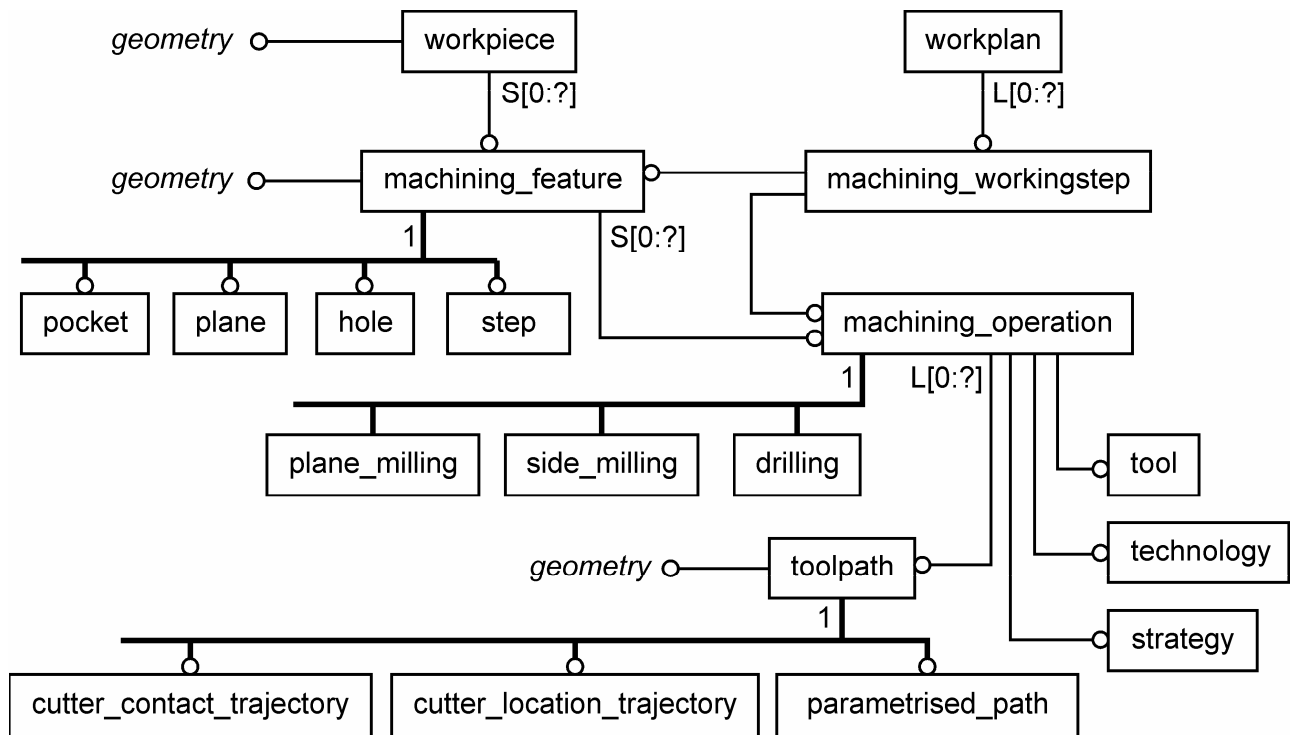 geometry
workpiece
workplan
S[0:?]
L[0:?]
geometry
machining_feature
machining_workingstep
1
S[0:?]
pocket
plane
hole
step
machining_operation
1
L[0:?]
plane_milling
side_milling
drilling
tool
technology
geometry
toolpath
1
strategy
cutter_contact_trajectory
cutter_location_trajectory
parametrised_path